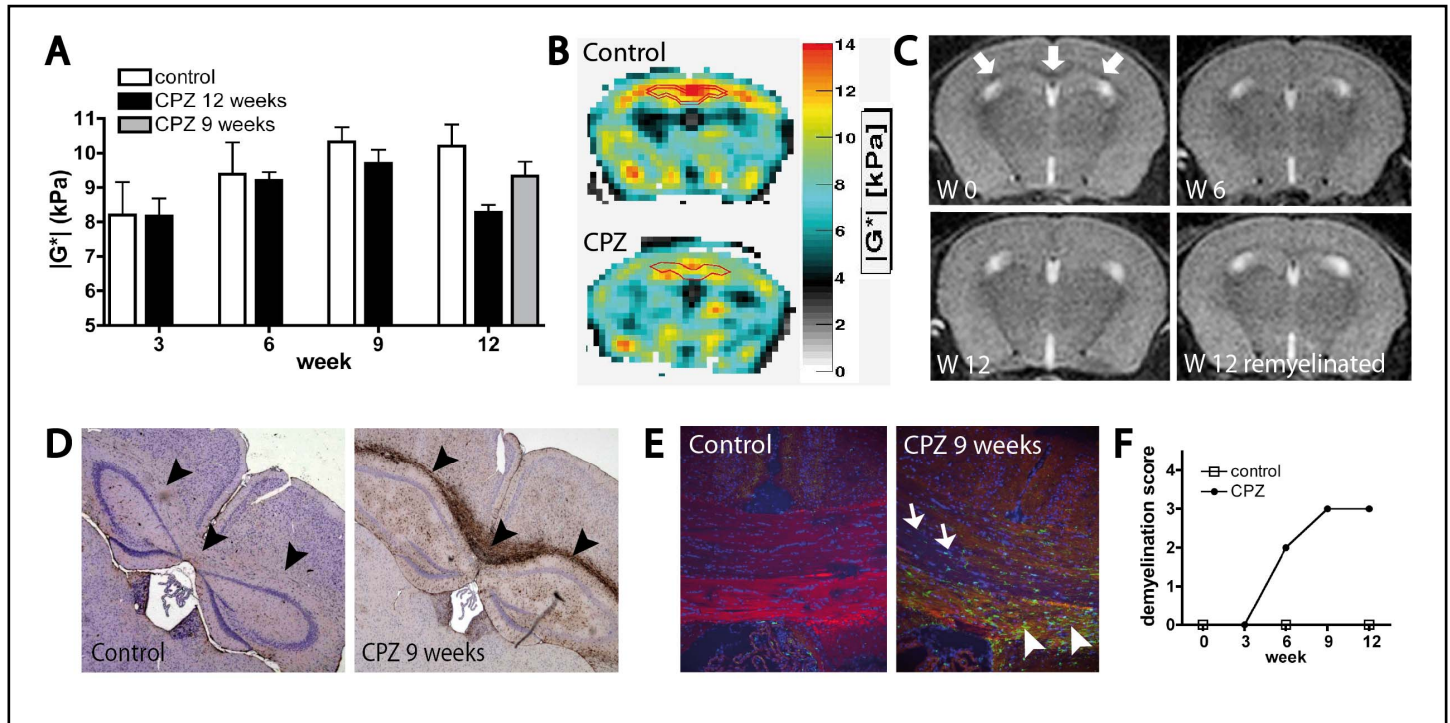 A
control
CPZ 12 weeks
CPZ 9 weeks
11
10
9
8
7
6
5
|G*| (kPa)
3 6 9 12
week
B
Control
CPZ
14
12
10
8
6
4
2
0
|G*| [kPa]
C
W 0
W 6
W 12
W 12 remyelinated
D
Control
CPZ 9 weeks
E
Control
CPZ 9 weeks
F
control
CPZ
4
3
2
1
0
demyelination score
0 3 6 9 12
week